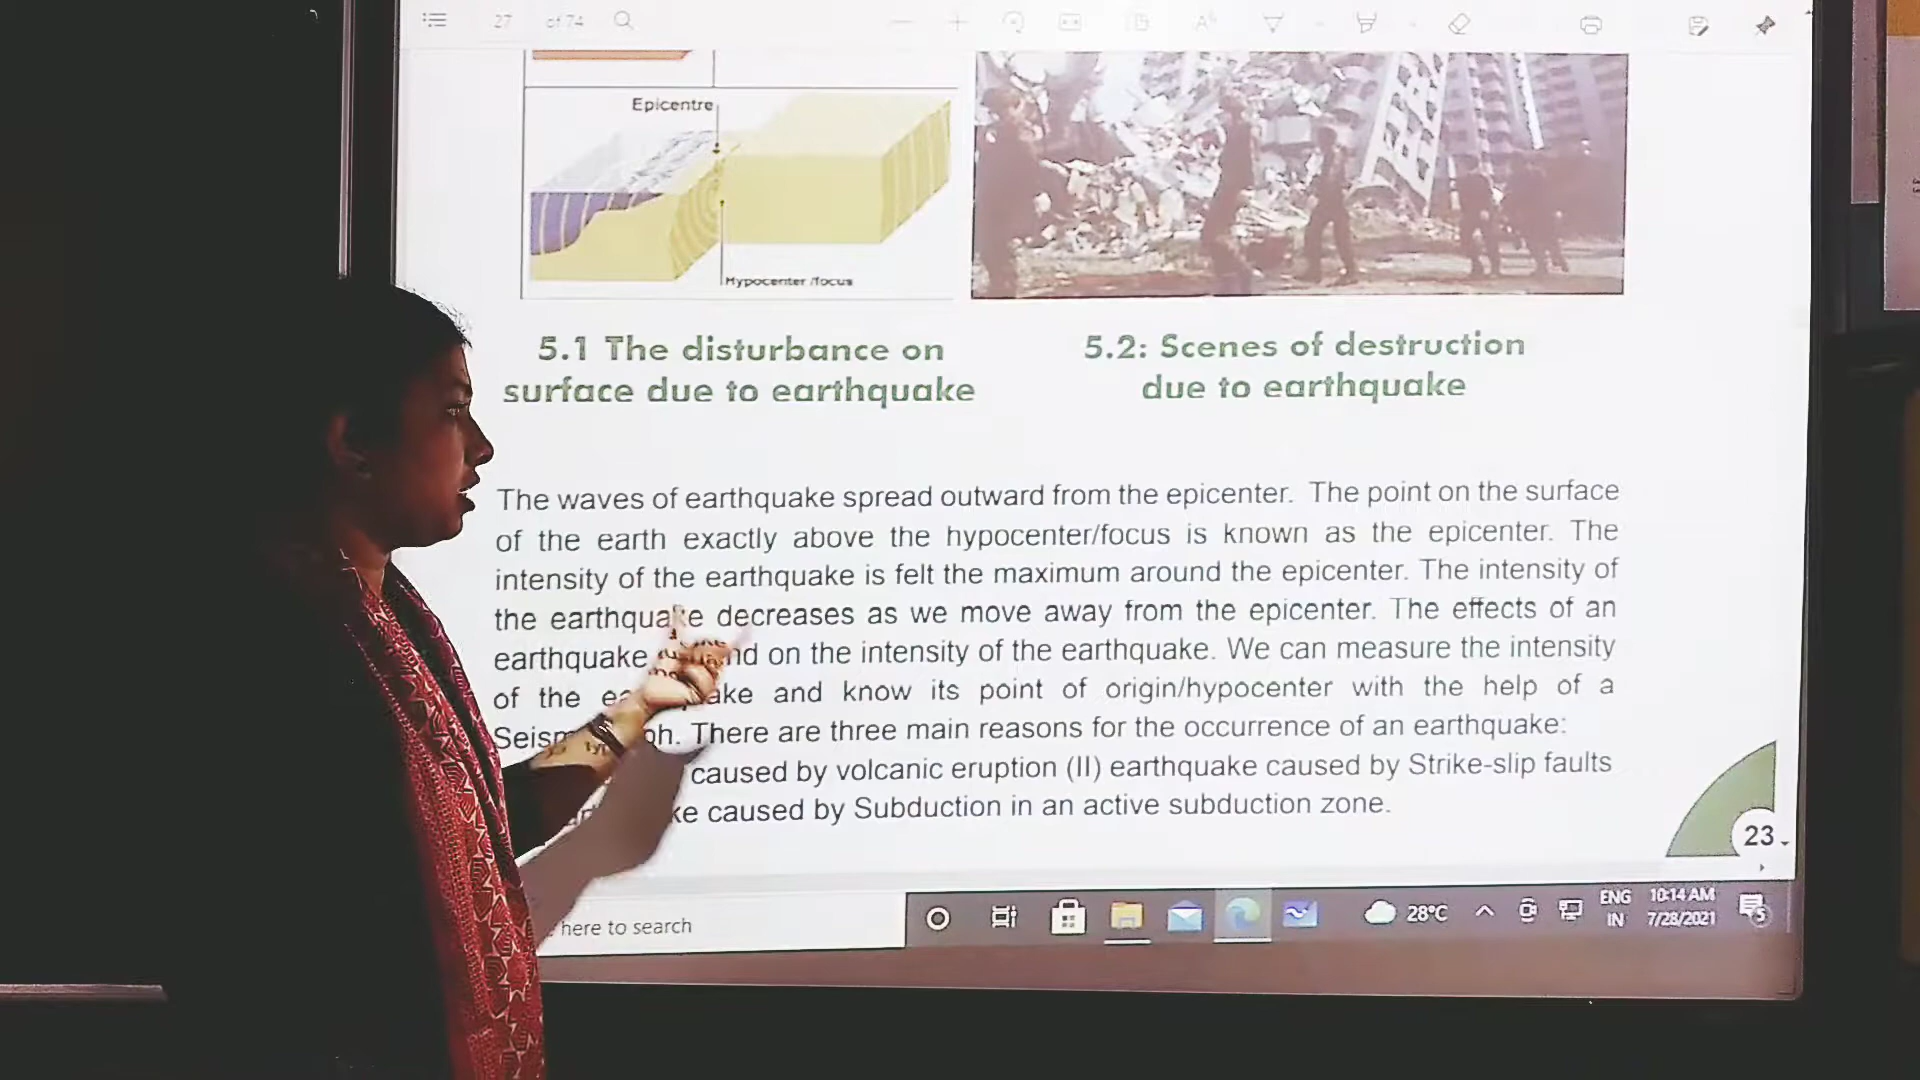 27 of 74
Epicentre
Hypocenter /focus
5.1 The disturbance on
surface due to earthquake
5.2: Scenes of destruction
due to earthquake
The waves of earthquake spread outward from the epicenter. The point on the surface
of the earth exactly above the hypocenter/focus is known as the epicenter. The
intensity of the earthquake is felt the maximum around the epicenter. The intensity of
the earthquake decreases as we move away from the epicenter. The effects of an
earthquake on the intensity of the earthquake. We can measure the intensity
of the and know its point of origin/hypocenter with the help of a
There are three main reasons for the occurrence of an earthquake:
caused by volcanic eruption (II) earthquake caused by Strike-slip faults
caused by Subduction in an active subduction zone.
23
here to search
28°C
ENG
IN
10:14 AM
7/28/2021
5